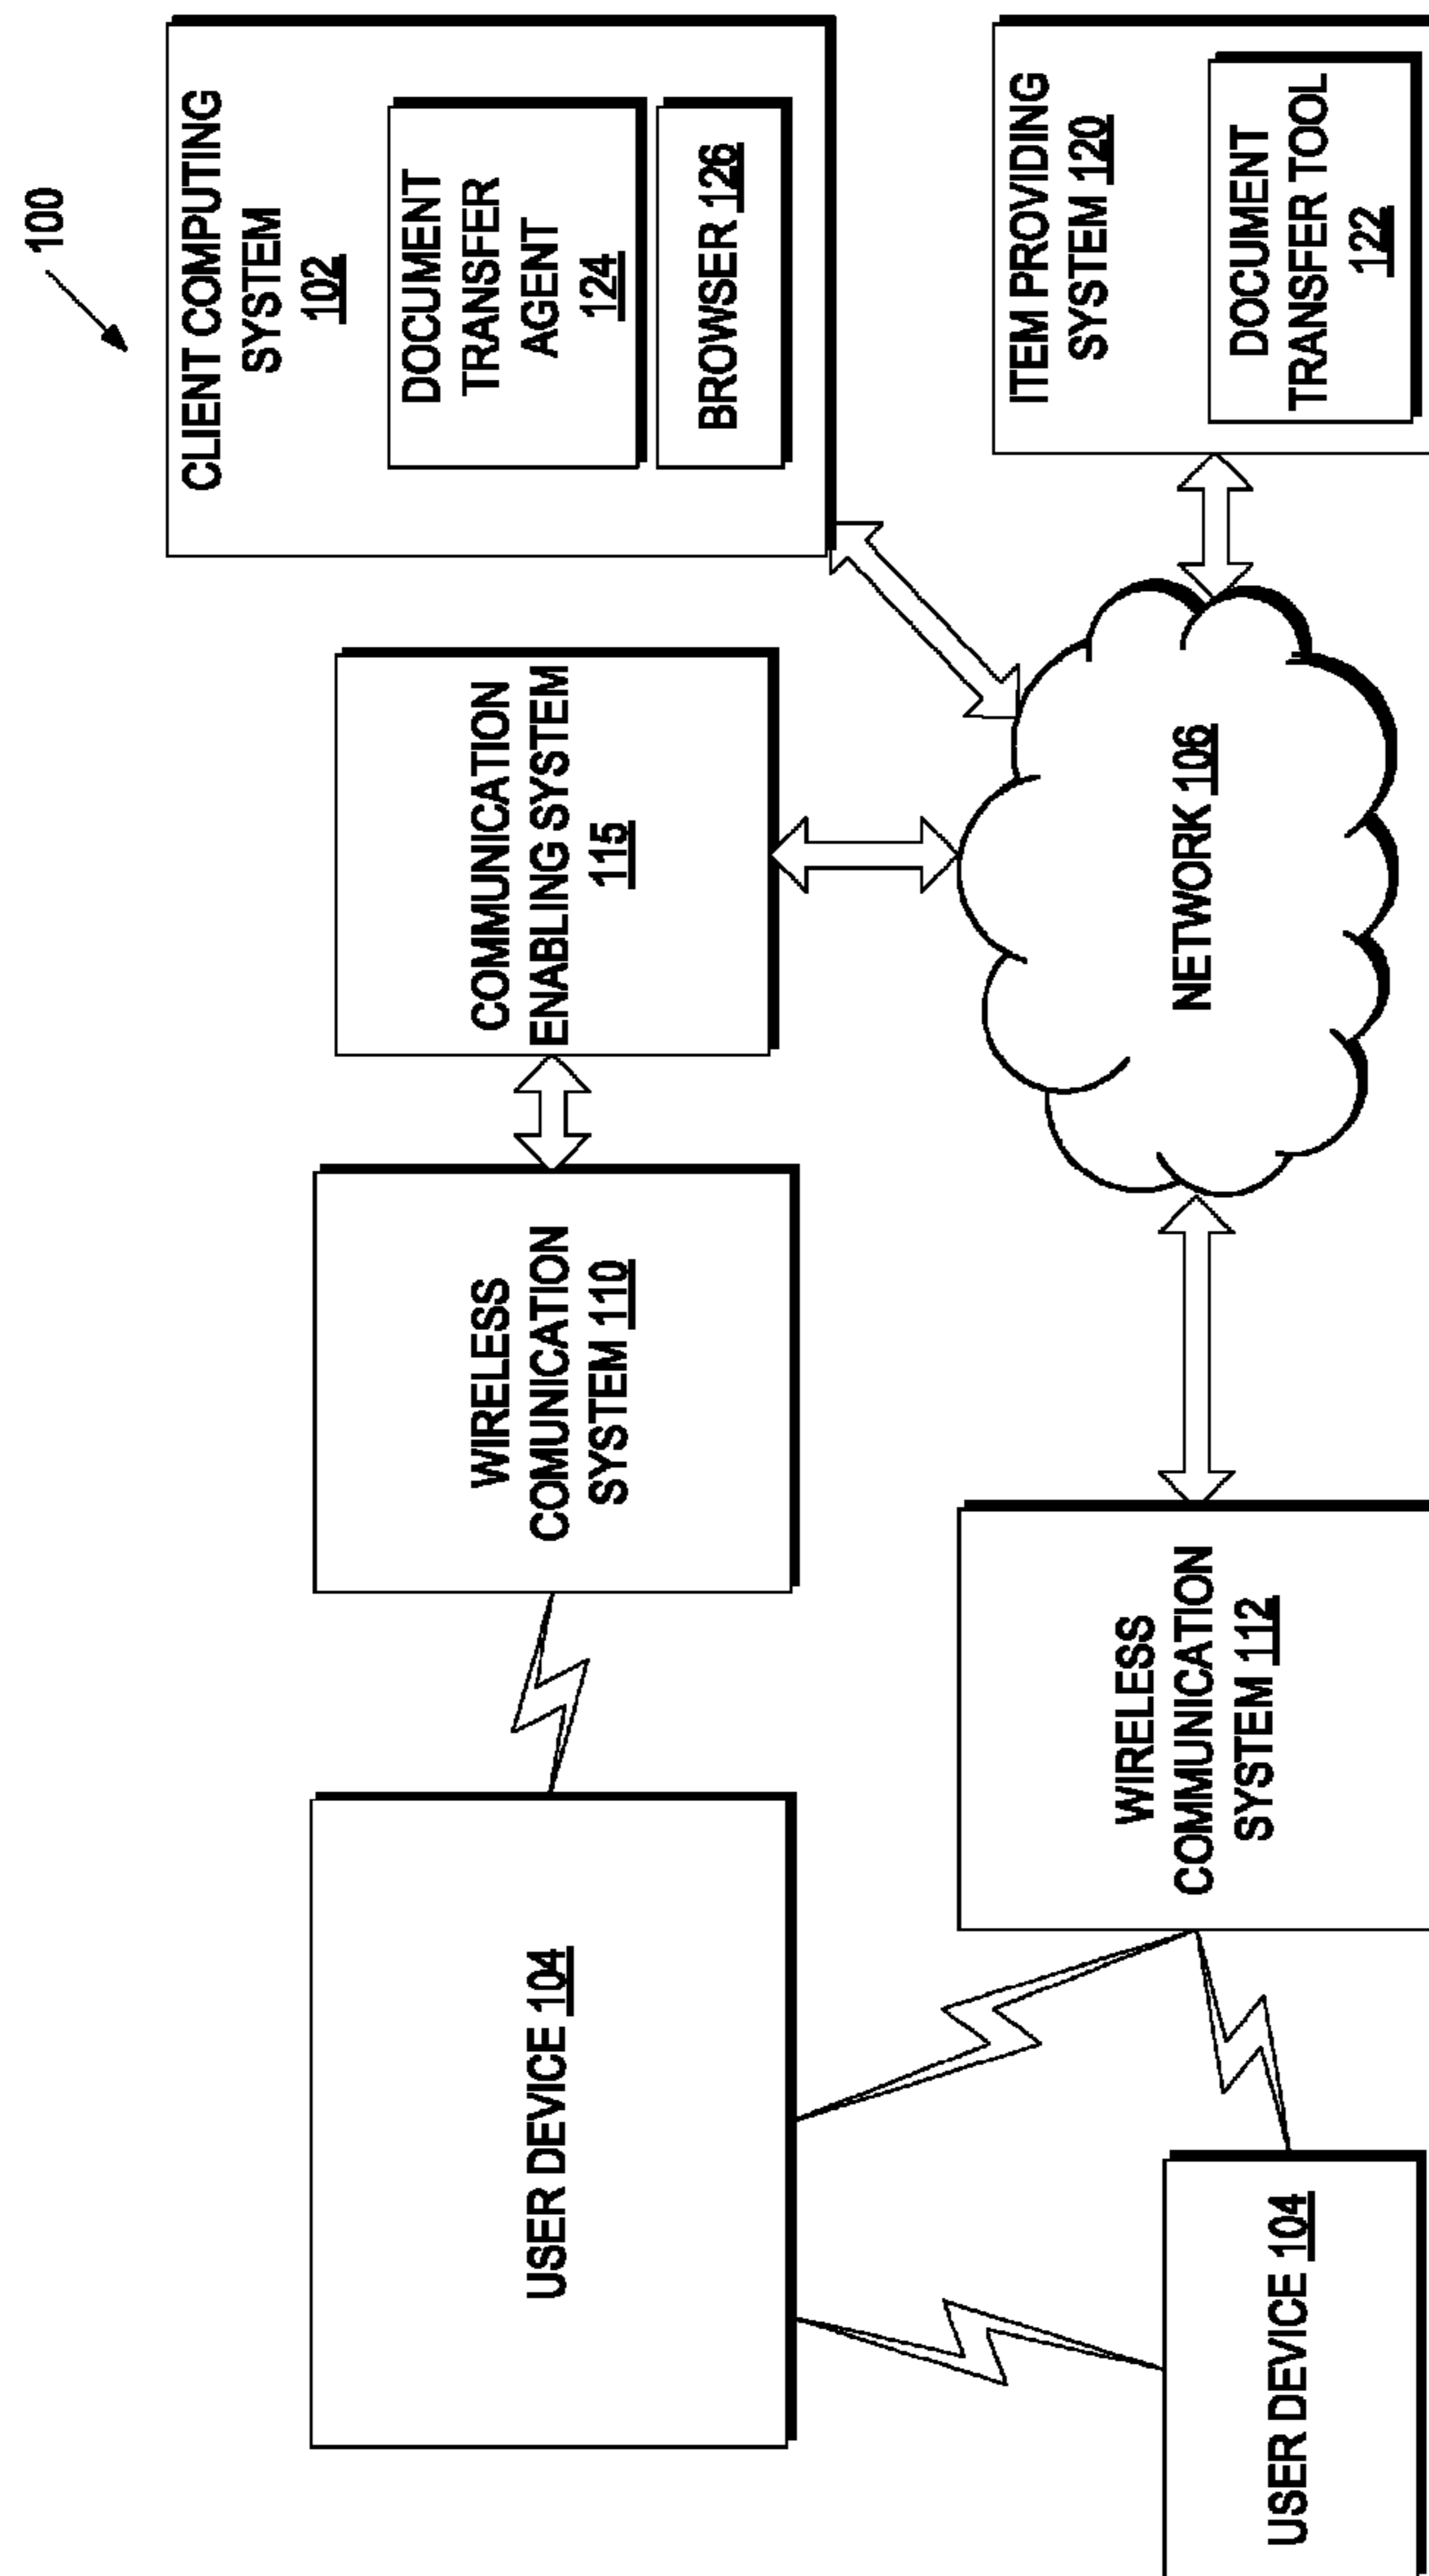 100
CLIENT COMPUTING
SYSTEM
102
DOCUMENT
TRANSFER
AGENT
124
BROWSER 126
COMMUNICATION
ENABLING SYSTEM
115
WIRELESS
COMUNICATION
SYSTEM 110
USER DEVICE 104
ITEM PROVIDING
SYSTEM 120
DOCUMENT
TRANSFER TOOL
122
NETWORK 106
WIRELESS
COMMUNICATION
SYSTEM 112
USER DEVICE 104